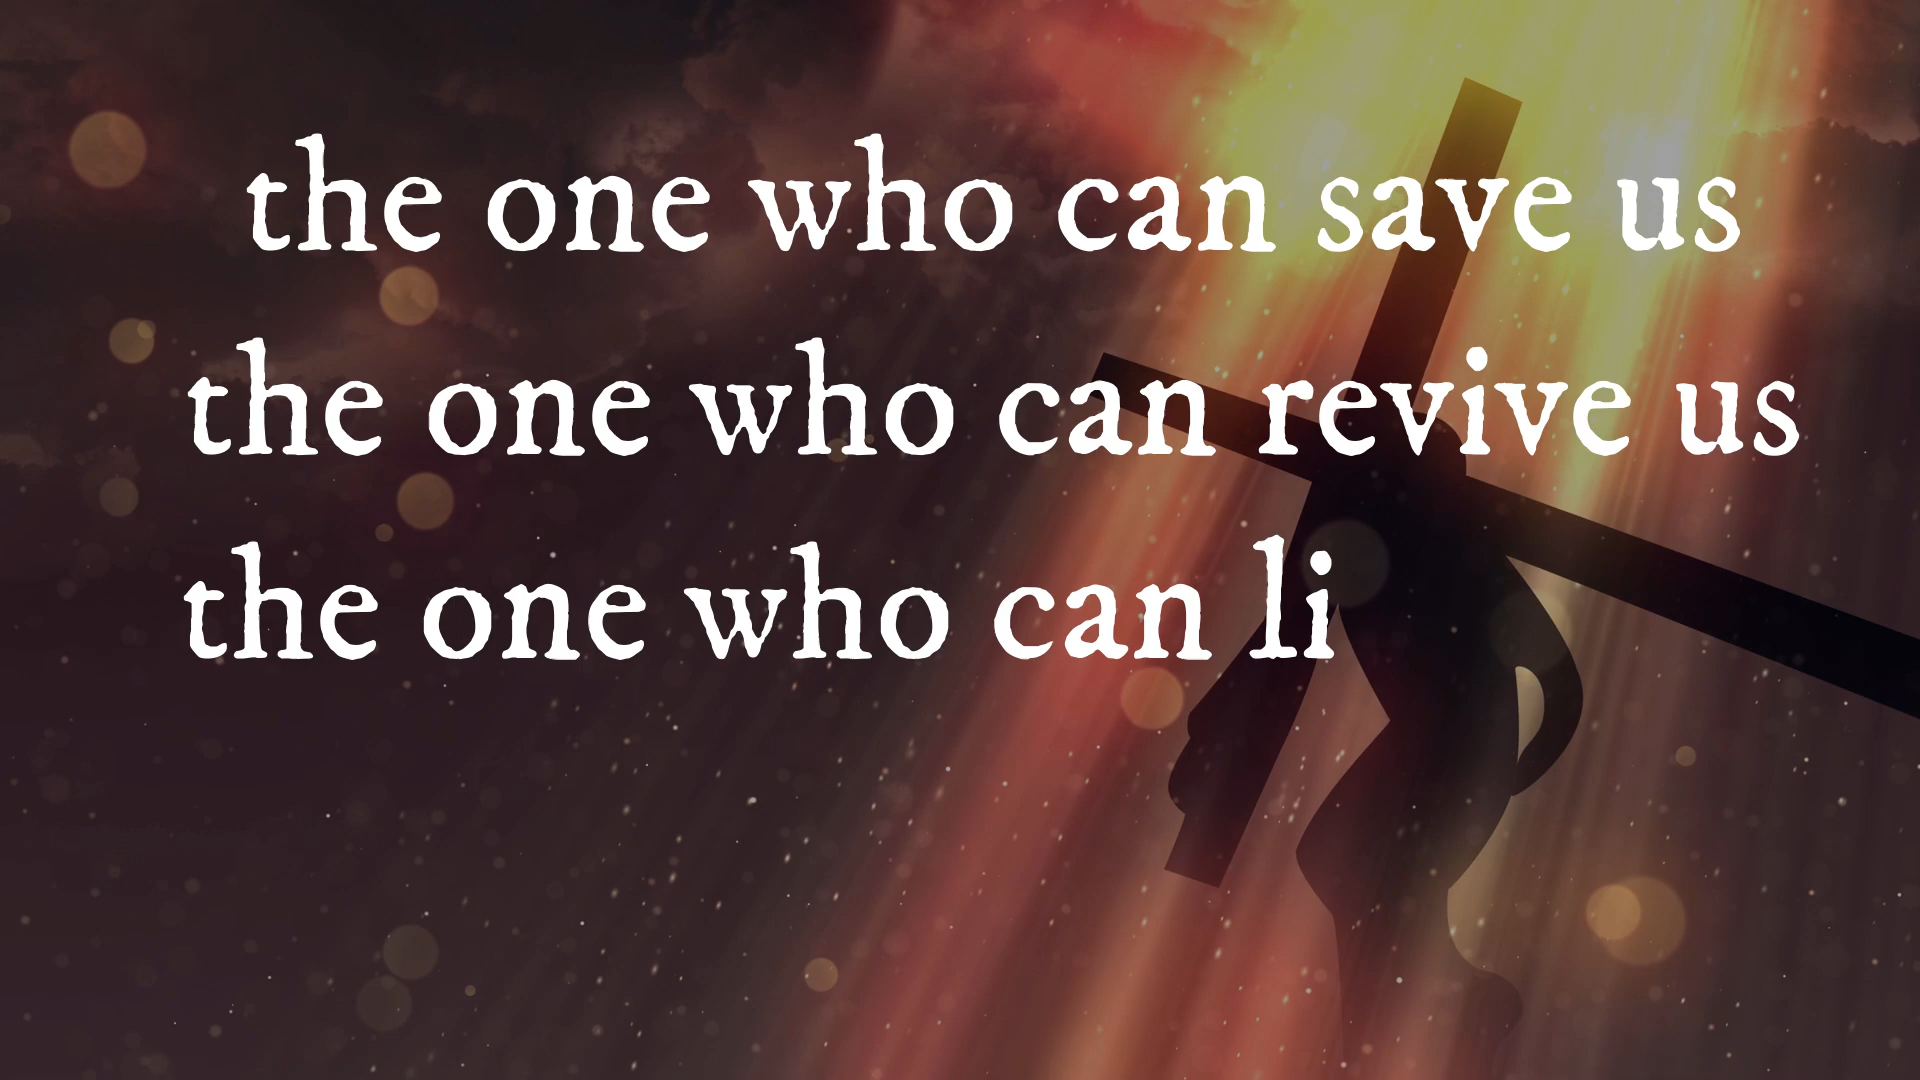 the one who can save us
the one who can revive us
the one who can li